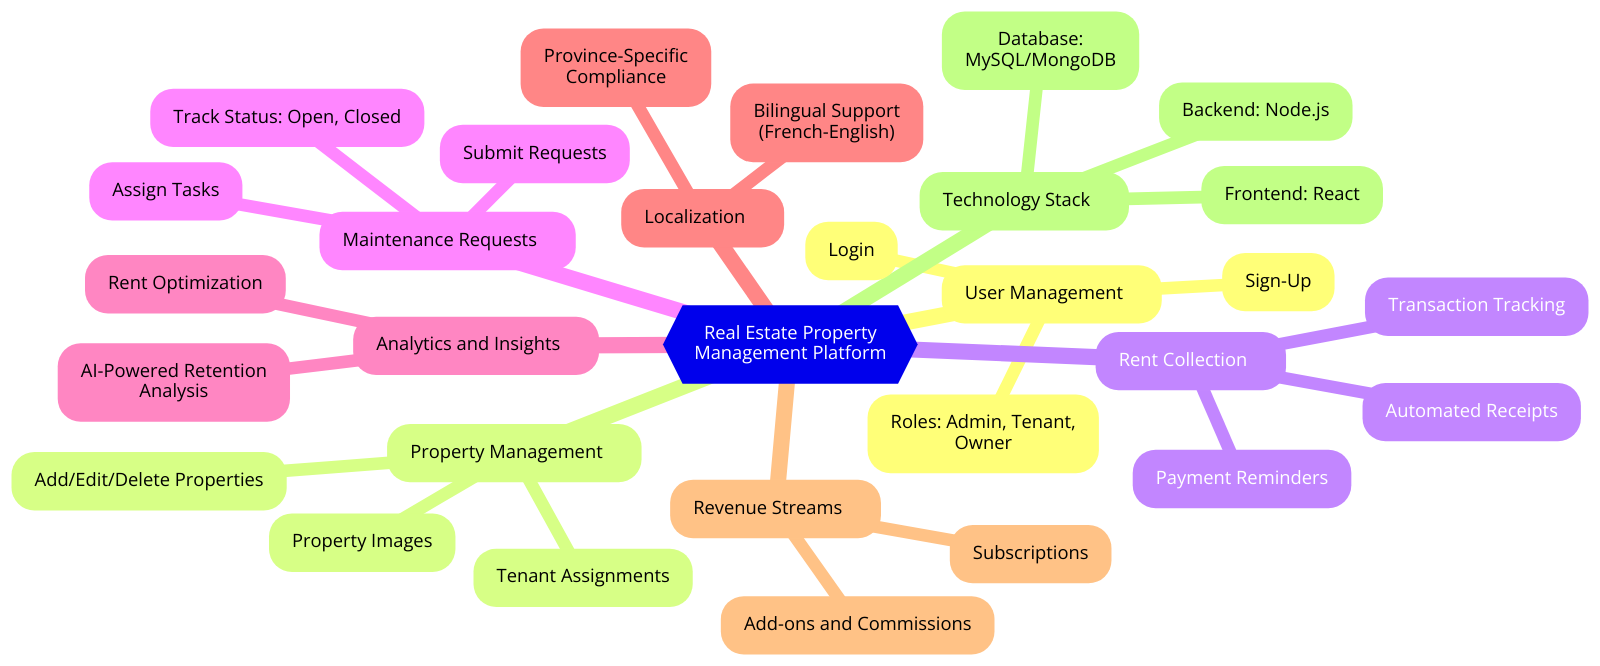 Real Estate Property
Management Platform
Technology Stack
Database:
MySQL/MongoDB
Backend: Node.js
Frontend: React
User Management
Login
Sign-Up
Roles: Admin, Tenant,
Owner
Rent Collection
Transaction Tracking
Automated Receipts
Payment Reminders
Revenue Streams
Subscriptions
Add-ons and Commissions
Property Management
Add/Edit/Delete Properties
Property Images
Tenant Assignments
Analytics and Insights
Rent Optimization
AI-Powered Retention
Analysis
Maintenance Requests
Track Status: Open, Closed
Submit Requests
Assign Tasks
Localization
Province-Specific
Compliance
Bilingual Support
(French-English)